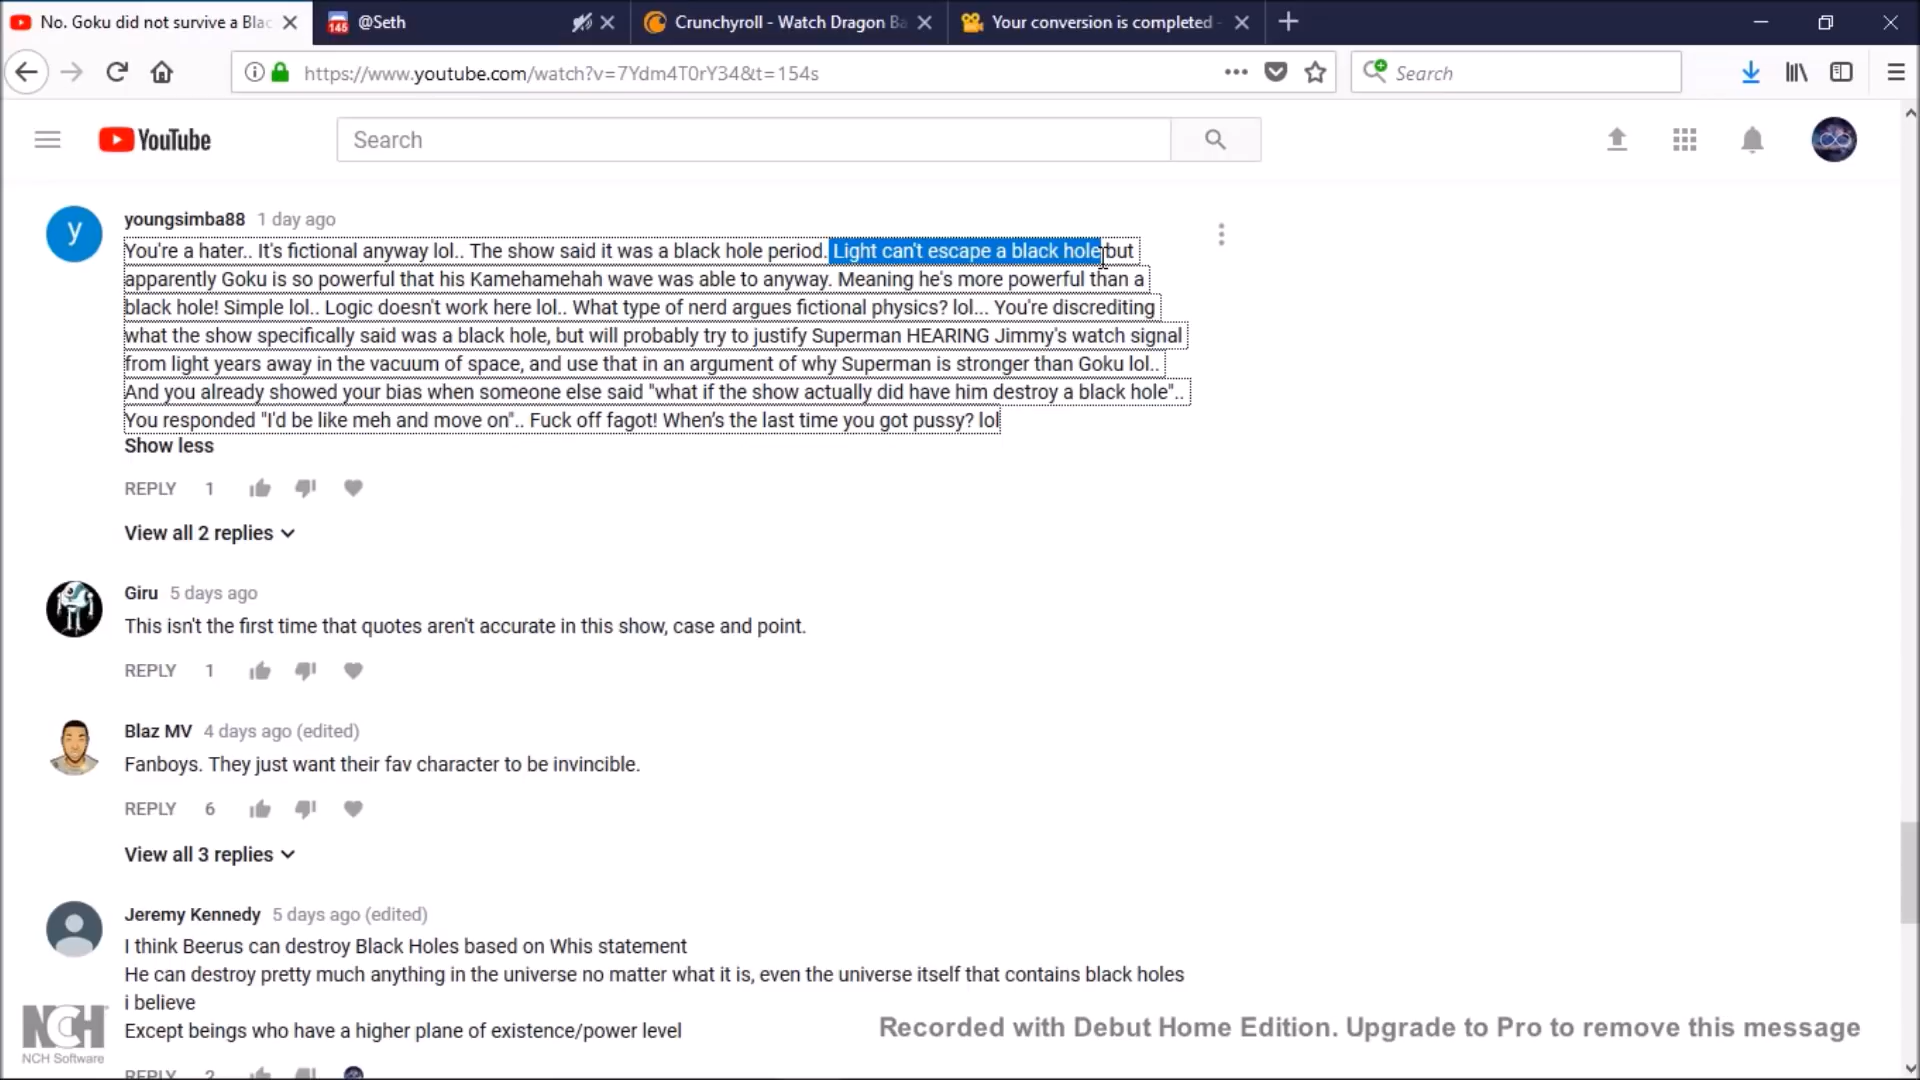 No. Goku did not survive a Blac
145
@Seth
Crunchyroll - Watch Dragon Ba
Your conversion is completed -
https://www.youtube.com/watch?v=7Ydm4T0rY34&t=154s
Search
YouTube
Search
y
youngsimba88 1 day ago
You're a hater.. It's fictional anyway lol.. The show said it was a black hole period. Light can't escape a black hole but
apparently Goku is so powerful that his Kamehamehah wave was able to anyway. Meaning he's more powerful than a
black hole! Simple lol.. Logic doesn't work here lol.. What type of nerd argues fictional physics? lol... You're discrediting
what the show specifically said was a black hole, but will probably try to justify Superman HEARING Jimmy's watch signal
from light years away in the vacuum of space, and use that in an argument of why Superman is stronger than Goku lol..
And you already showed your bias when someone else said "what if the show actually did have him destroy a black hole"..
You responded "I'd be like meh and move on".. Fuck off fagot! When's the last time you got pussy? lol
Show less
REPLY 1
View all 2 replies
Giru 5 days ago
This isn't the first time that quotes aren't accurate in this show, case and point.
REPLY 1
Blaz MV 4 days ago (edited)
Fanboys. They just want their fav character to be invincible.
REPLY 6
View all 3 replies
Jeremy Kennedy 5 days ago (edited)
I think Beerus can destroy Black Holes based on Whis statement
He can destroy pretty much anything in the universe no matter what it is, even the universe itself that contains black holes
i believe
Except beings who have a higher plane of existence/power level
REPLY 2
NCH
NCH Software
Recorded with Debut Home Edition. Upgrade to Pro to remove this message